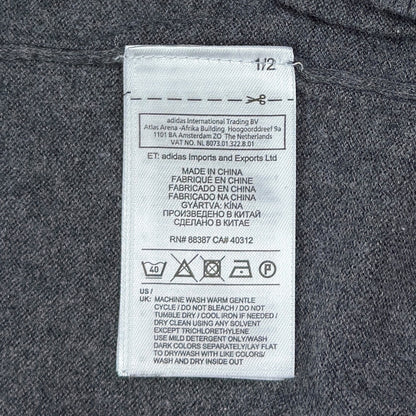 1/2
adidas International Trading BV
Atlas Arena -Afrika Building Hoogoorddreef 9a
1101 BA Amsterdam ZO The Netherlands
VAT NO. NL 8073.01.322.B.01
ET: adidas Imports and Exports Ltd
MADE IN CHINA
FABRIQUÉ EN CHINE
FABRICADO EN CHINA
FABRICADO NA CHINA
GYÁRTVA: KÍNA
ПРОИЗВЕДЕНО В КИТАЙ
СДЕЛАНО В КИТАЕ
RN# 88387 CA# 40312
40 P
US /
UK: MACHINE WASH WARM GENTLE
CYCLE / DO NOT BLEACH / DO NOT
TUMBLE DRY / COOL IRON IF NEEDED /
DRY CLEAN USING ANY SOLVENT
EXCEPT TRICHLORETHYLENE
USE MILD DETERGENT ONLY/WASH
DARK COLORS SEPARATELY/LAY FLAT
TO DRY/WASH WITH LIKE COLORS/
WASH AND DRY INSIDE OUT